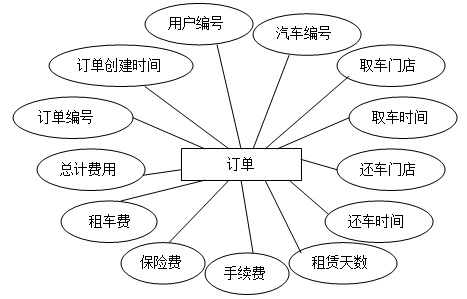 用户编号
汽车编号
订单创建时间
取车门店
订单编号
取车时间
订单
总计费用
还车门店
租车费
还车时间
保险费
手续费
租赁天数